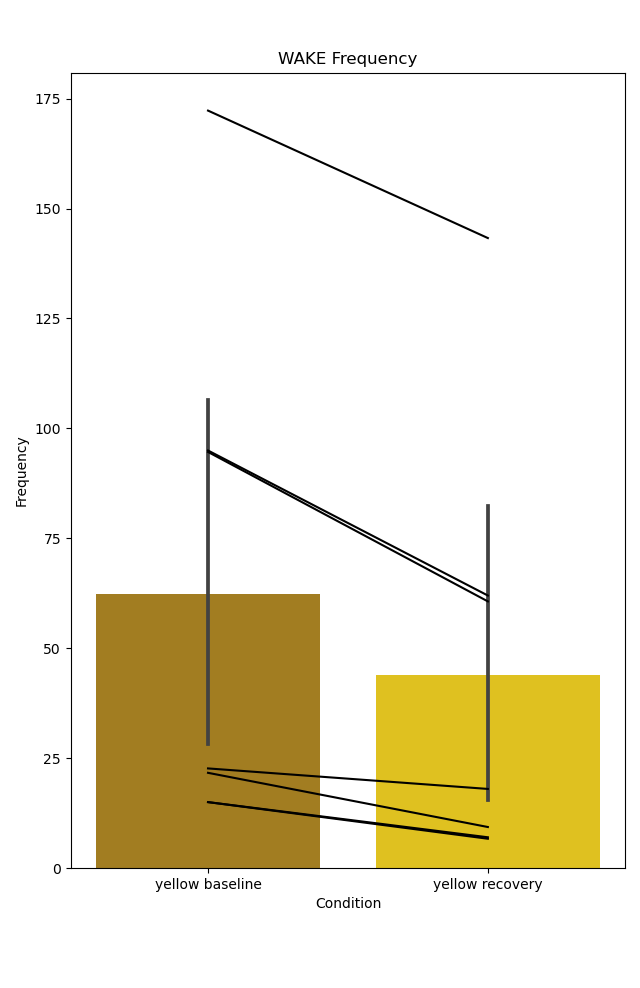 WAKE Frequency
175
150
125
100
75
50
25
0
Frequency
yellow baseline
yellow recovery
Condition